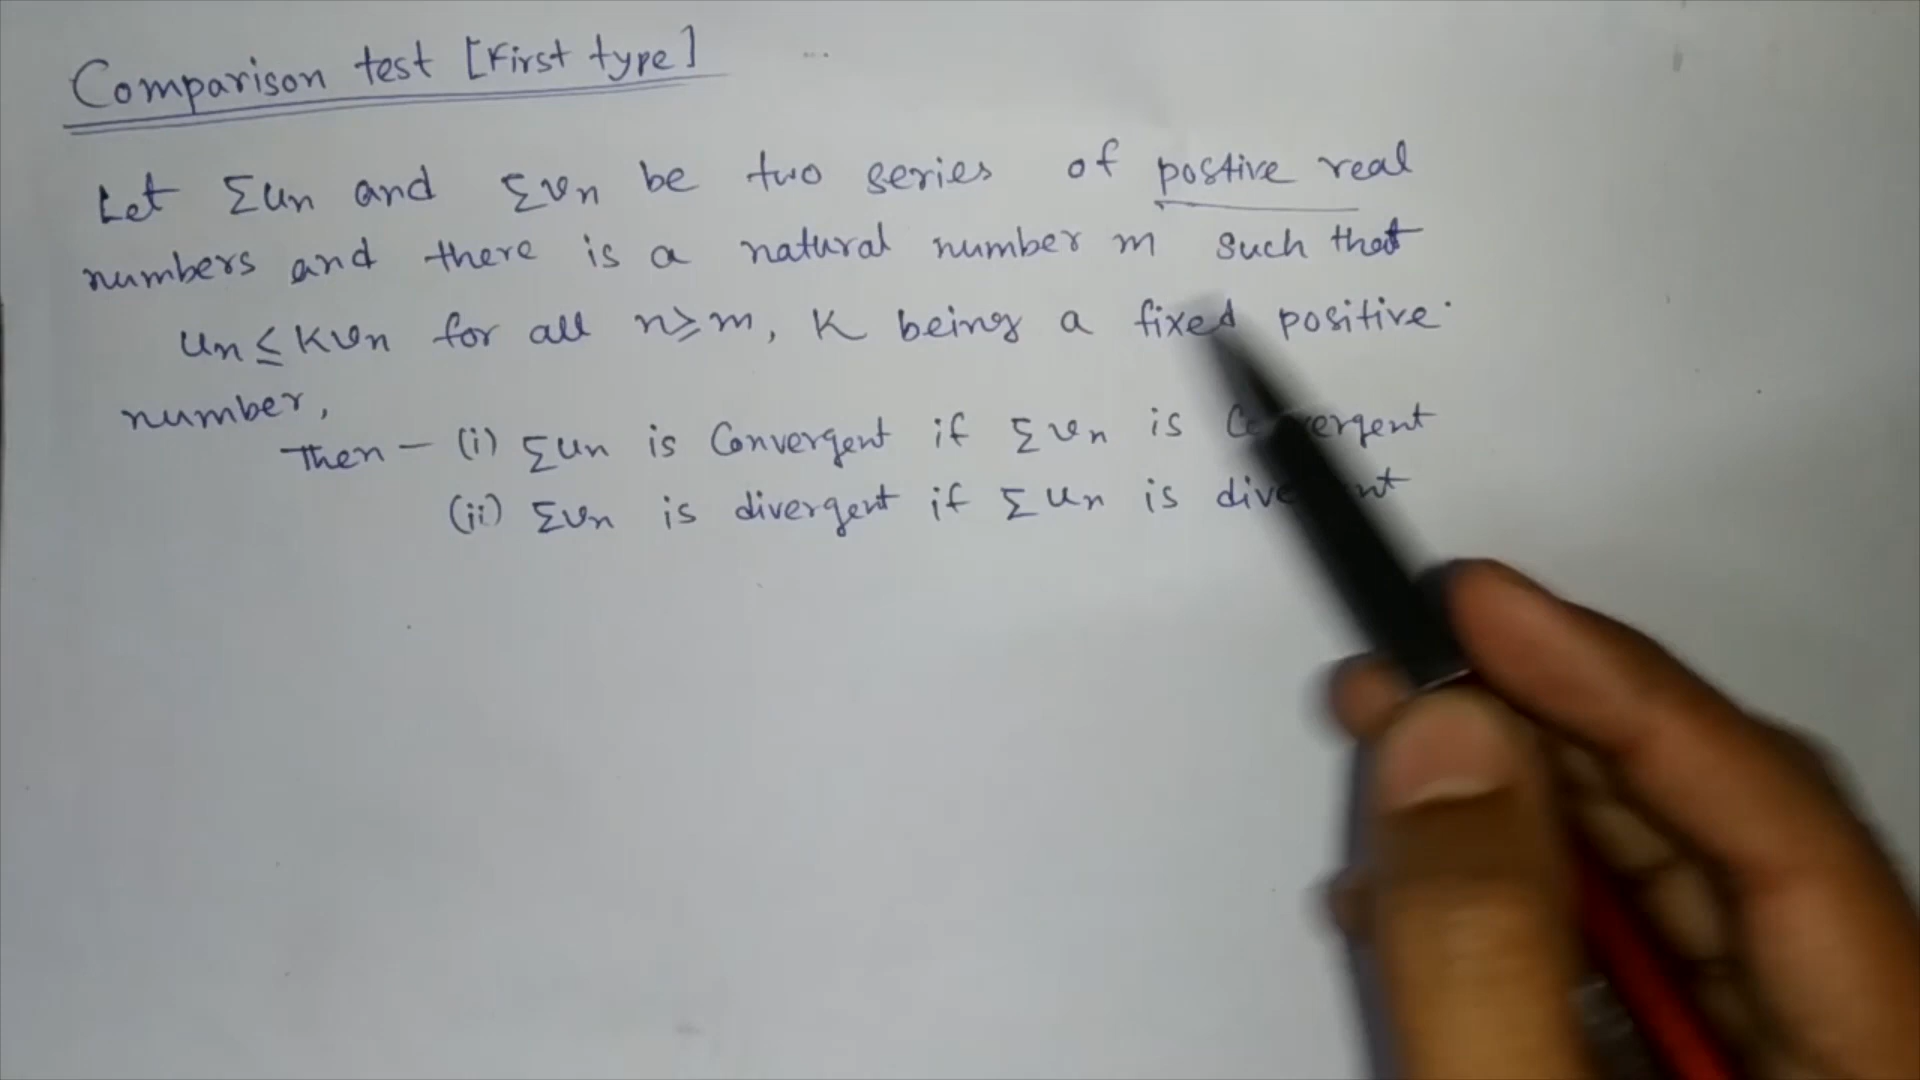 Comparison test [First type]
Let Σun and Σvn be two series of postive real
numbers and there is a natural number m such that
un ≤ Kvn for all n ≥ m, K being a fixed positive
number,
Then — (i) Σun is Convergent if Σvn is Convergent
(ii) Σvn is divergent if Σun is divergent